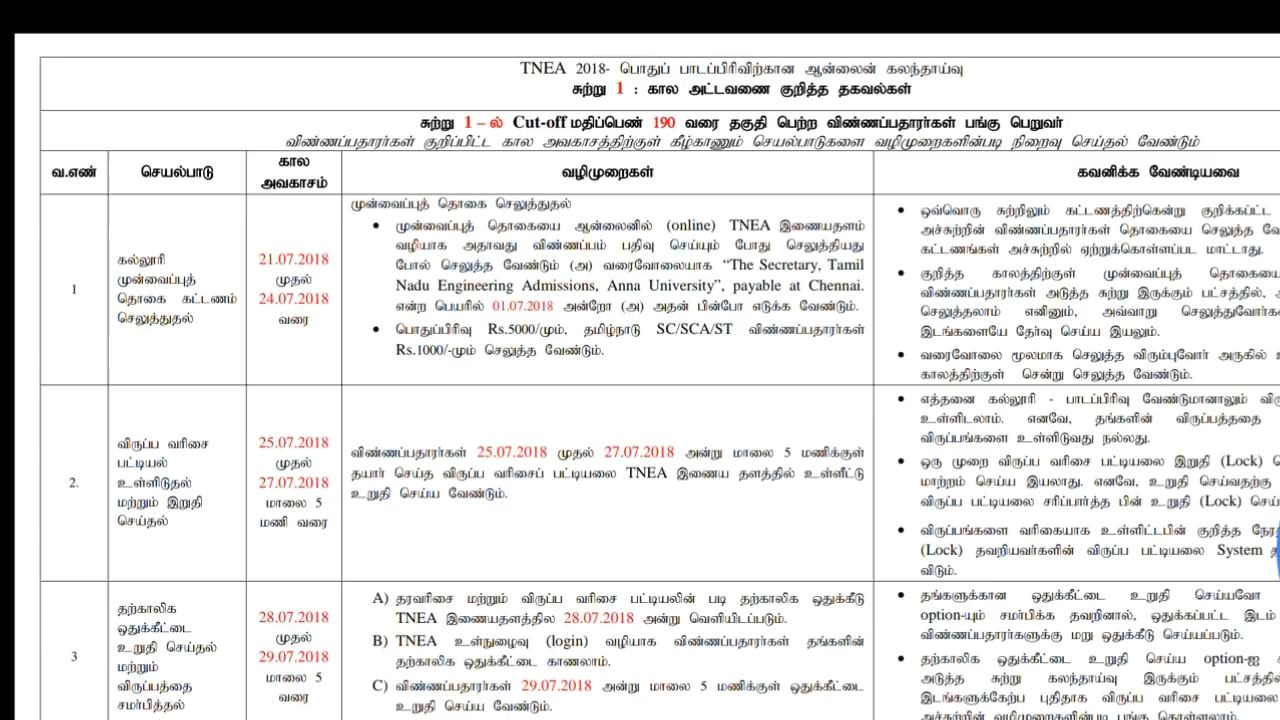 TNEA 2018- பொதுப் பாடப்பிரிவிற்கான ஆன்லைன் கலந்தாய்வு
சுற்று 1 : கால அட்டவணை குறித்த தகவல்கள்
சுற்று 1 – ல் Cut-off மதிப்பெண் 190 வரை தகுதி பெற்ற விண்ணப்பதாரர்கள் பங்கு பெறுவர்
விண்ணப்பதாரர்கள் குறிப்பிட்ட கால அவகாசத்திற்குள் கீழ்காணும் செயல்பாடுகளை வழிமுறைகளின்படி நிறைவு செய்தல் வேண்டும்
வ.எண்
செயல்பாடு
கால
அவகாசம்
வழிமுறைகள்
கவனிக்க வேண்டியவை
1
கல்லூரி
முன்வைப்புத்
தொகை கட்டணம்
செலுத்துதல்
21.07.2018
முதல்
24.07.2018
வரை
முன்வைப்புத் தொகை செலுத்துதல்
• முன்வைப்புத் தொகையை ஆன்லைனில் (online) TNEA இணையதளம்
வழியாக அதாவது விண்ணப்பம் பதிவு செய்யும் போது செலுத்தியது
போல் செலுத்த வேண்டும் (அ) வரைவோலையாக “The Secretary, Tamil
Nadu Engineering Admissions, Anna University”, payable at Chennai.
என்ற பெயரில் 01.07.2018 அன்றோ (அ) அதன் பின்போ எடுக்க வேண்டும்.
• பொதுப்பிரிவு Rs.5000/மும், தமிழ்நாடு SC/SCA/ST விண்ணப்பதாரர்கள்
Rs.1000/-மும் செலுத்த வேண்டும்.
• ஒவ்வொரு சுற்றிலும் கட்டணத்திற்கென்று குறிக்கப்பட்ட
அச்சுற்றின் விண்ணப்பதாரர்கள் தொகையை செலுத்த
கட்டணங்கள் அச்சுற்றில் ஏற்றுக்கொள்ளப்பட மாட்டாது.
• குறித்த காலத்திற்குள் முன்வைப்புத் தொகையை
விண்ணப்பதாரர்கள் அடுத்த சுற்று இருக்கும் பட்சத்தில்,
செலுத்தலாம் எனினும், அவ்வாறு
இடங்களையே தேர்வு செய்ய இயலும்.
• வரைவோலை மூலமாக செலுத்த விரும்புவோர் அருகில்
காலத்திற்குள் சென்று செலுத்த வேண்டும்.
2.
விருப்ப வரிசை
பட்டியல்
உள்ளிடுதல்
மற்றும் இறுதி
செய்தல்
25.07.2018
முதல்
27.07.2018
மாலை 5
மணி வரை
விண்ணப்பதாரர்கள் 25.07.2018 முதல் 27.07.2018 அன்று மாலை 5 மணிக்குள்
தயார் செய்த விருப்ப வரிசைப் பட்டியலை TNEA இணைய தளத்தில் உள்ளீட்டு
உறுதி செய்ய வேண்டும்.
• எத்தனை கல்லூரி - பாடப்பிரிவு வேண்டுமானாலும்
உள்ளிடலாம். எனவே, தங்களின் விருப்பத்தை
விருப்பங்களை உள்ளிடுவது நல்லது.
• ஒரு முறை விருப்ப வரிசை பட்டியலை இறுதி (Lock)
மாற்றம் செய்ய இயலாது. எனவே, உறுதி செய்வதற்கு
விருப்ப பட்டியலை சரிப்பார்த்த பின் உறுதி (Lock)
• விருப்பங்களை வரிகையாக உள்ளிட்டபின் குறித்த
(Lock) தவறியவர்களின் விருப்ப பட்டியலை System
விடும்.
3
தற்காலிக
ஒதுக்கீட்டை
உறுதி செய்தல்
மற்றும்
விருப்பத்தை
சமர்பித்தல்
28.07.2018
முதல்
29.07.2018
மாலை 5
வரை
A) தரவரிசை மற்றும் விருப்ப வரிசை பட்டியலின் படி தற்காலிக ஒதுக்கீடு
TNEA இணையதளத்தில 28.07.2018 அன்று வெளியிடப்படும்.
B) TNEA உள்நுழைவு (login) வழியாக விண்ணப்பதாரர்கள் தங்களின்
தற்காலிக ஒதுக்கீட்டை காணலாம்.
C) விண்ணப்பதாரர்கள் 29.07.2018 அன்று மாலை 5 மணிக்குள் ஒதுக்கீட்டை
உறுதி செய்ய வேண்டும்.
• தங்களுக்கான ஒதுக்கீட்டை உறுதி செய்யவோ
option-யும் சமர்பிக்க தவறினால், ஒதுக்கப்பட்ட இடம்
விண்ணப்பதாரர்களுக்கு மறு ஒதுக்கீடு செய்யப்படும்.
• தற்காலிக ஒதுக்கீட்டை உறுதி செய்ய option-ஐ
அடுத்த சுற்று கலந்தாய்வு இருக்கும்
இடங்களுக்கேற்ப புதிதாக விருப்ப வரிசை பட்டியலை
அச்சுற்றின் வழிமுறைகளின்படி பங்கு கொள்ளலாம்.